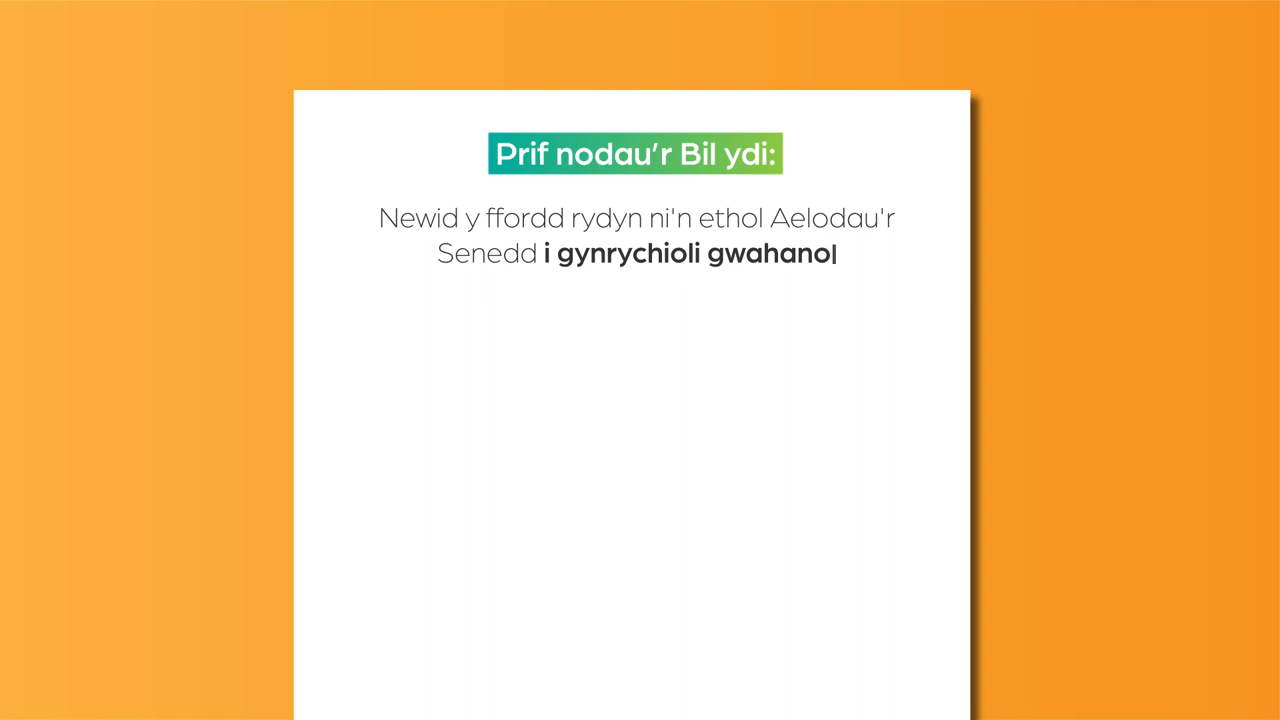 Prif nodau'r Bil ydi:
Newid y ffordd rydyn ni'n ethol Aelodau'r
Senedd i gynrychioli gwahanol